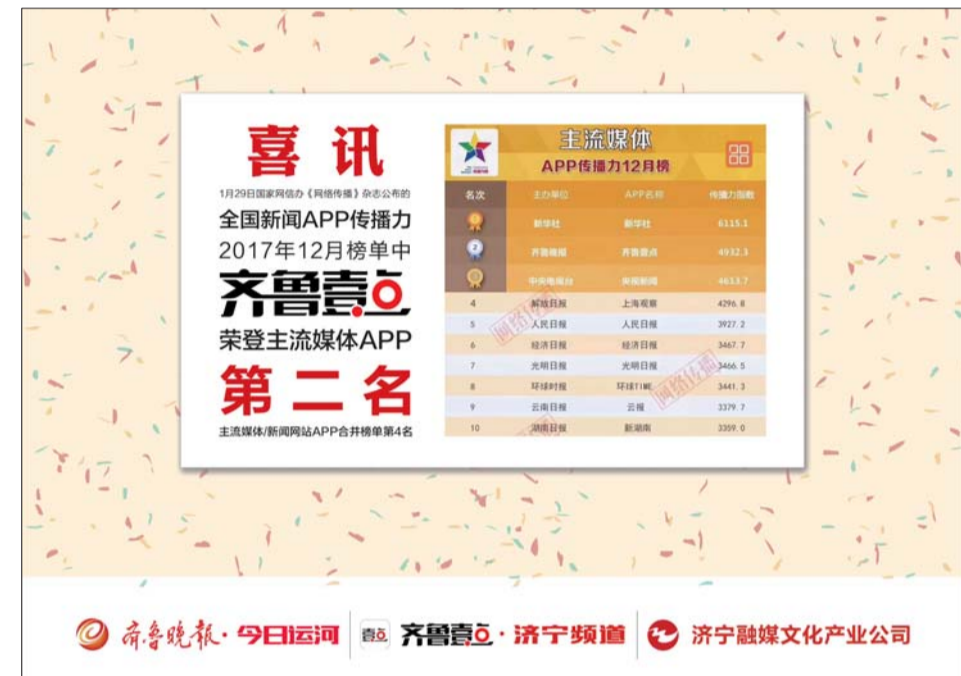 喜讯
1月29日国家网信办《网络传播》杂志公布的
全国新闻APP传播力
2017年12月榜单中
齐鲁壹点
荣登主流媒体APP
第二名
主流媒体/新闻网站APP合并榜单第4名
主流媒体
APP传播力12月榜
名次 主办单位 APP名称 传播力指数
新华社 新华社 6115.1
2 齐鲁晚报 齐鲁壹点 4932.3
中央电视台 央视新闻 4613.7
4 解放日报 上海观察 4296.8
5 人民日报 人民日报 3927.2
6 经济日报 经济日报 3467.7
7 光明日报 光明日报 3466.5
8 环球时报 环球TIME 3441.3
9 云南日报 云报 3379.7
10 湖南日报 新湖南 3359.0
网络传播
网络传播
齐鲁晚报·今日运河
壹点 齐鲁壹点·济宁频道
济宁融媒文化产业公司